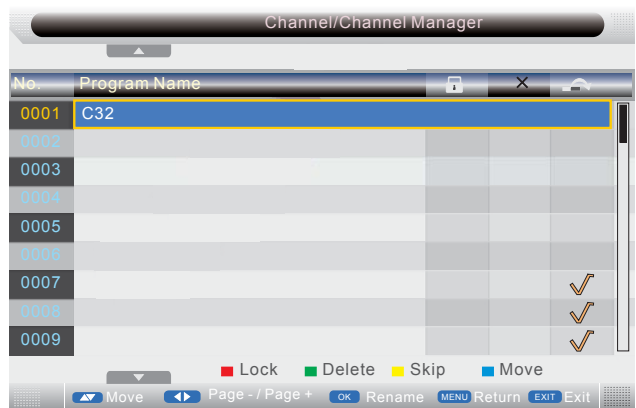 Channel/Channel Manager
No. Program Name
0001 C32
0002
0003
0004
0005
0006
0007
0008
0009
Lock Delete Skip Move
Move Page - / Page + OK Rename MENU Return EXIT Exit